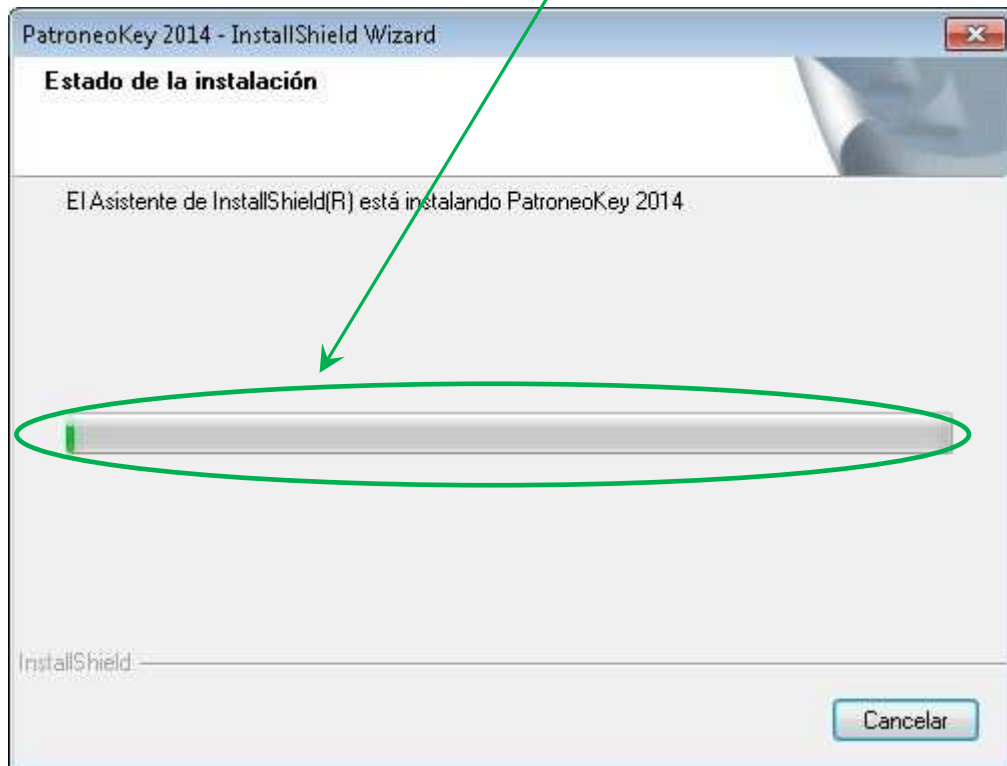 PatroneoKey 2014 - InstallShield Wizard
Estado de la instalación
El Asistente de InstallShield(R) está instalando PatroneoKey 2014
InstallShield
Cancelar